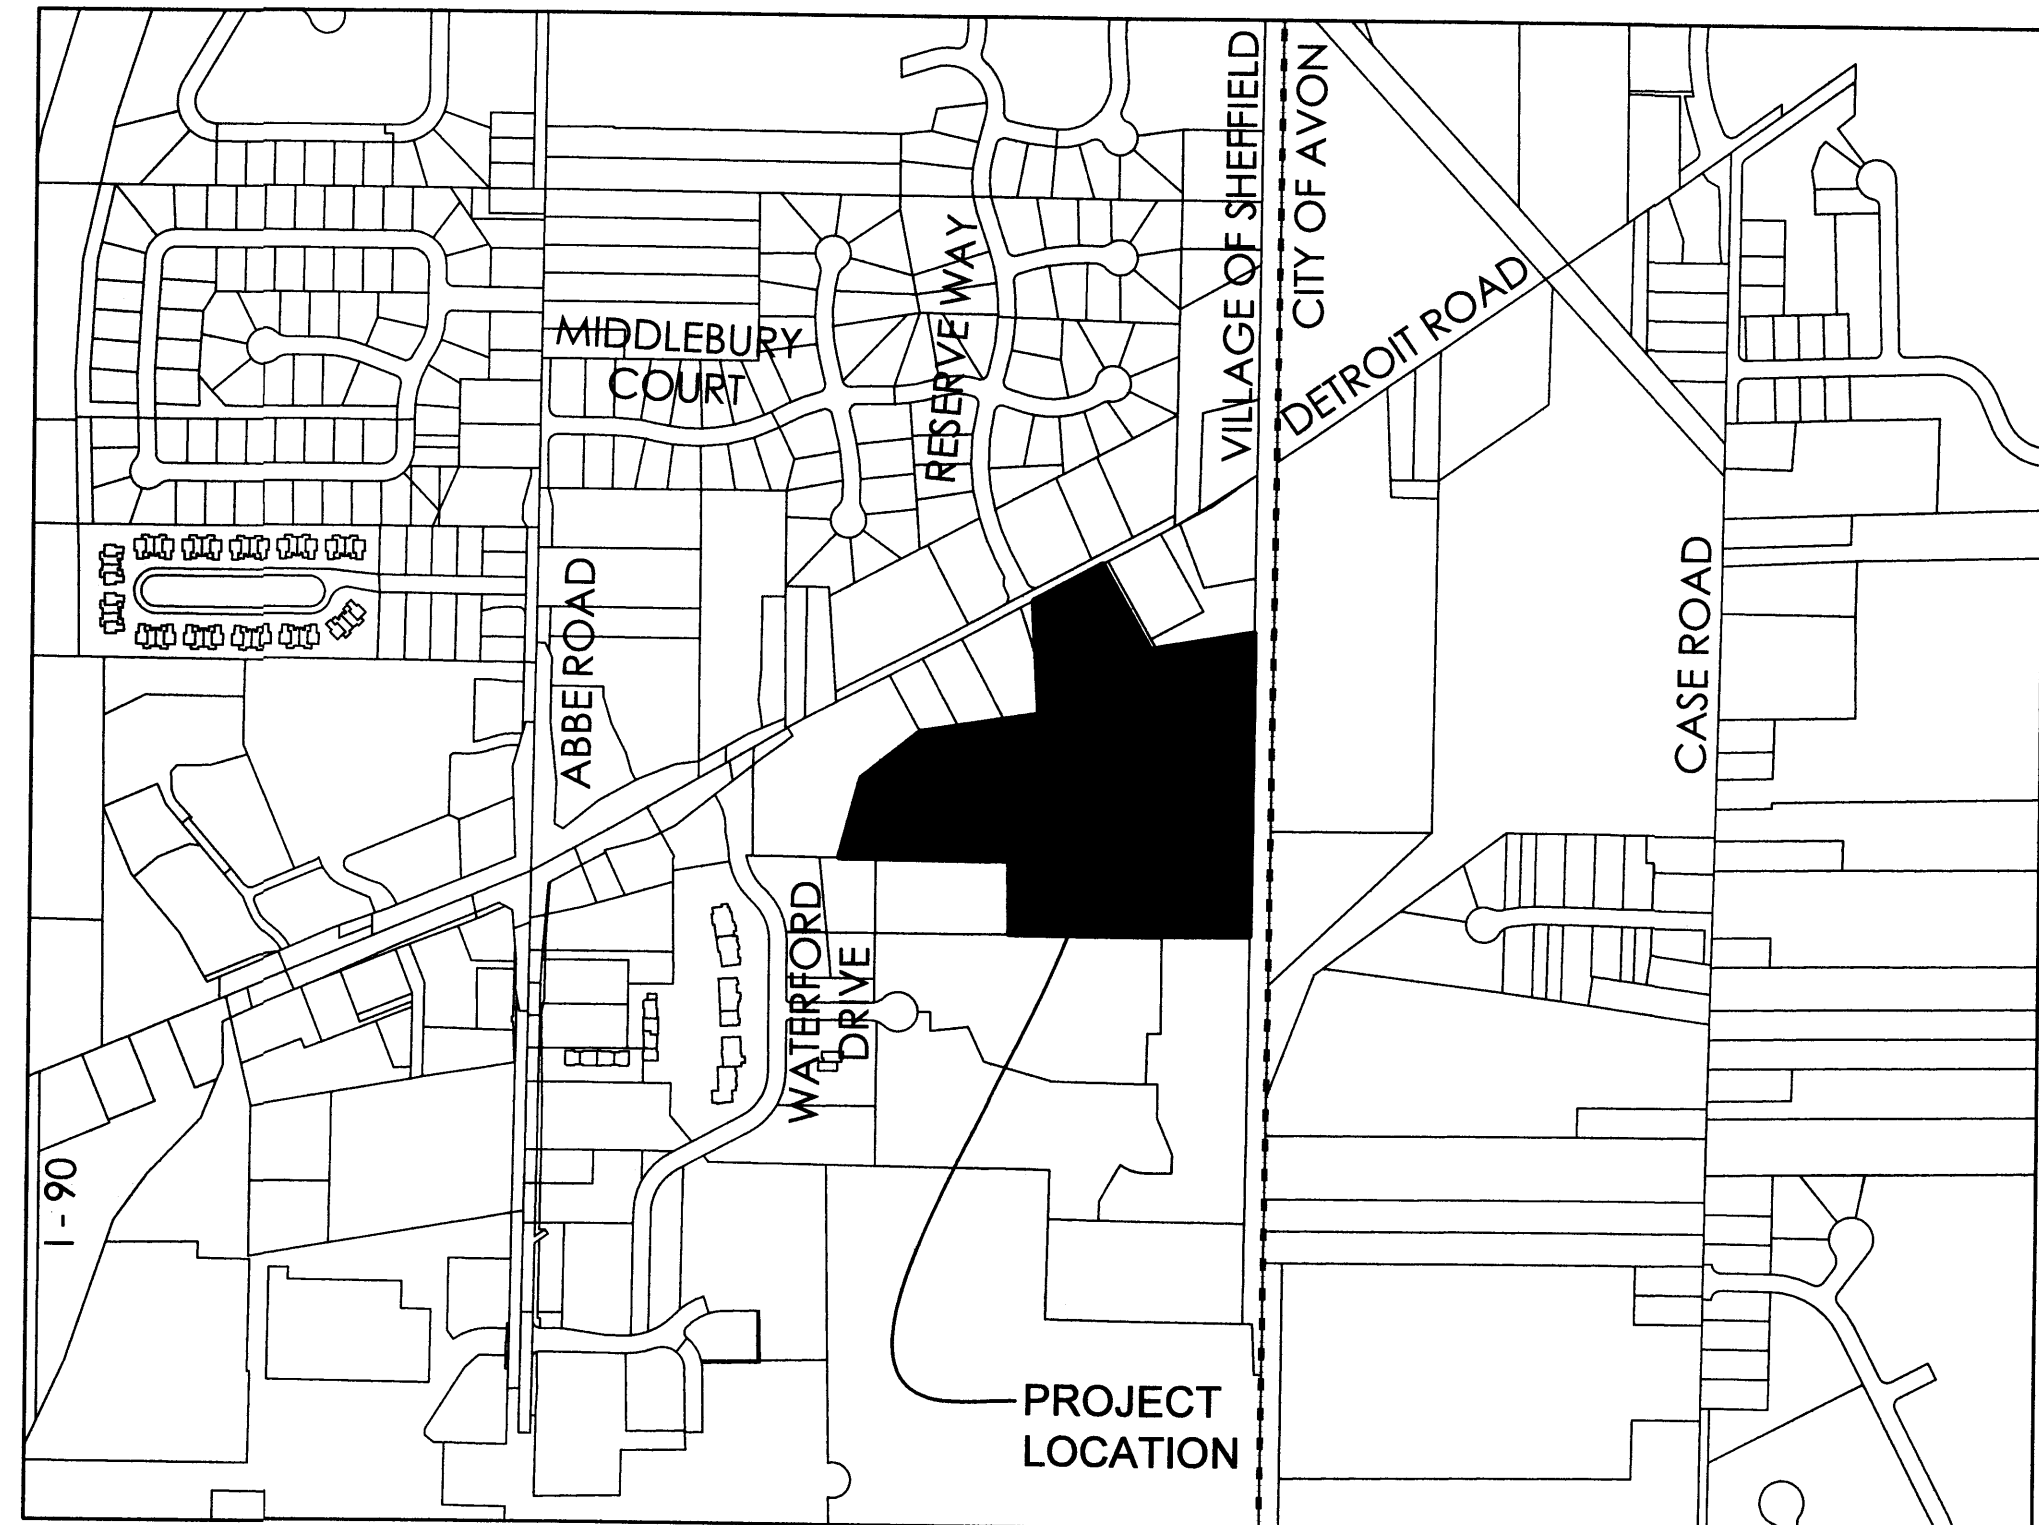 VILLAGE OF SHEFFIELD
CITY OF AVON
RESERVE WAY
DETROIT ROAD
MIDDLEBURY
COURT
ABBE ROAD
CASE ROAD
WATERFORD
DRIVE
I - 90
PROJECT
LOCATION